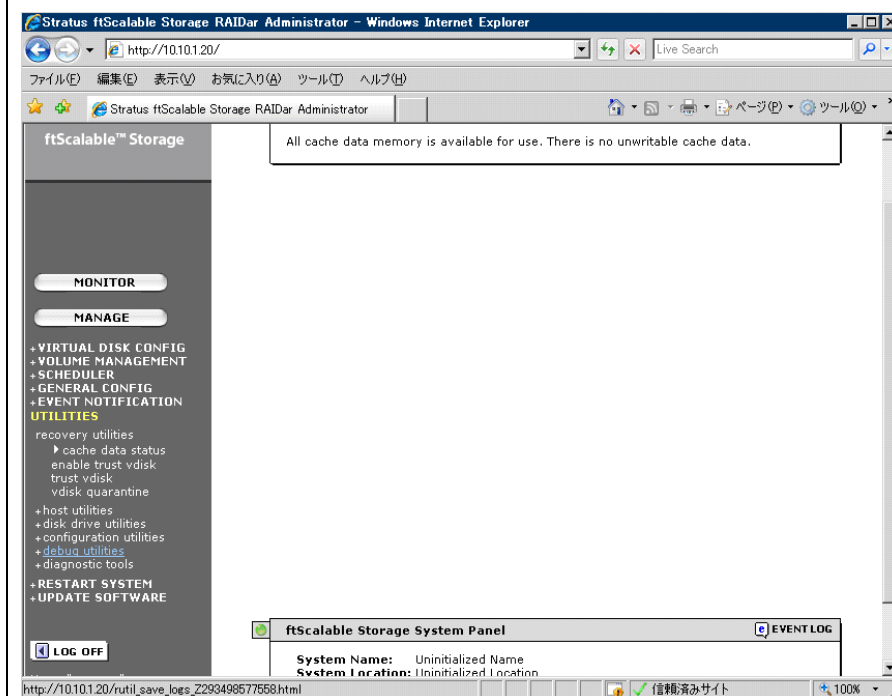 Stratus ftScalable Storage RAIDar Administrator - Windows Internet Explorer
http://10.10.1.20/
Live Search
ファイル(F) 編集(E) 表示(V) お気に入り(A) ツール(T) ヘルプ(H)
Stratus ftScalable Storage RAIDar Administrator
ページ(P) ツール(O)
ftScalable™ Storage
All cache data memory is available for use. There is no unwritable cache data.
MONITOR
MANAGE
+VIRTUAL DISK CONFIG
+VOLUME MANAGEMENT
+SCHEDULER
+GENERAL CONFIG
+EVENT NOTIFICATION
UTILITIES
recovery utilities
cache data status
enable trust vdisk
trust vdisk
vdisk quarantine
+host utilities
+disk drive utilities
+configuration utilities
+debug utilities
+diagnostic tools
+RESTART SYSTEM
+UPDATE SOFTWARE
LOG OFF
ftScalable Storage System Panel
EVENT LOG
System Name: Uninitialized Name
System Location: Uninitialized Location
http://10.10.1.20/rutil_save_logs_Z293498577558.html
信頼済みサイト
100%